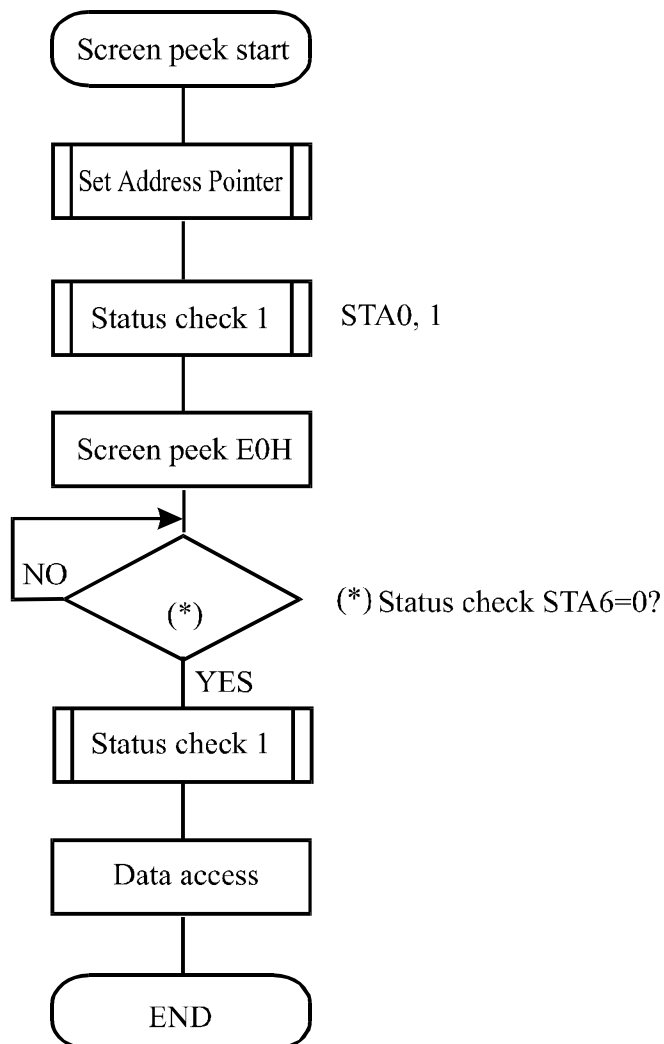 Screen peek start
Set Address Pointer
Status check 1
STA0, 1
Screen peek E0H
NO
(*)
(*) Status check STA6=0?
YES
Status check 1
Data access
END